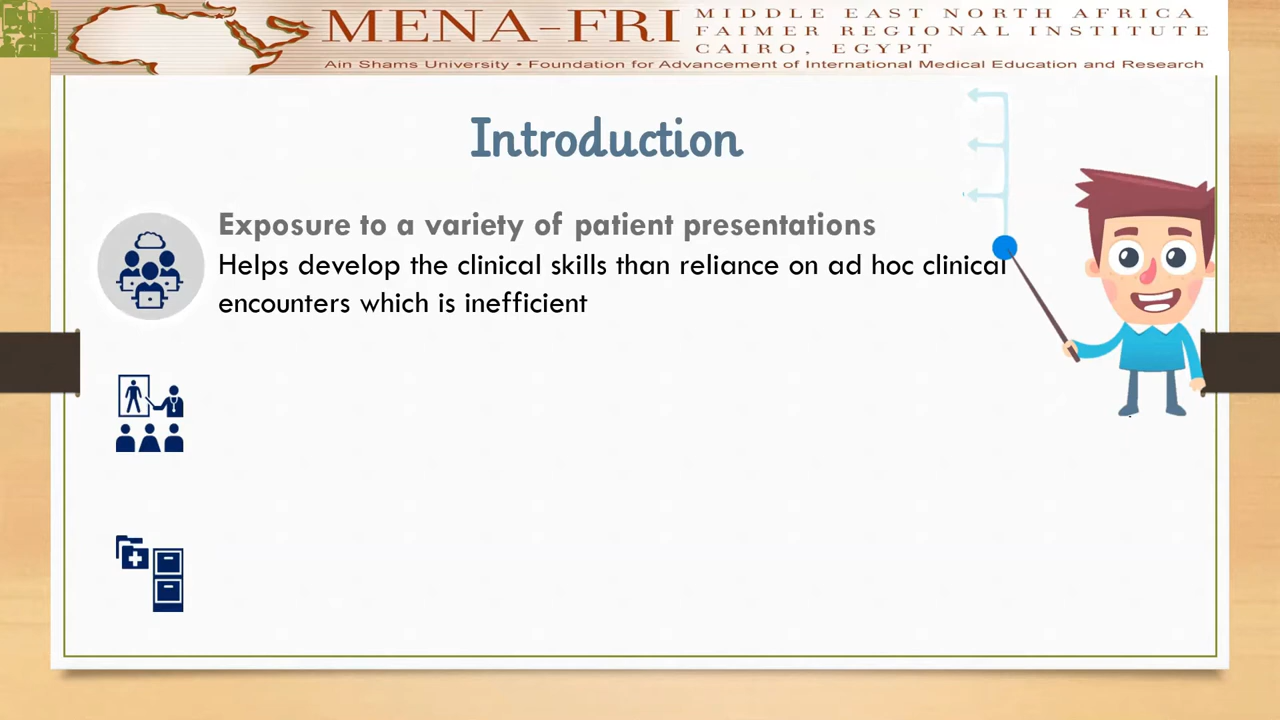 MENA-FRI
MIDDLE EAST NORTH AFRICA
FAIMER REGIONAL INSTITUTE
CAIRO, EGYPT
Ain Shams University • Foundation for Advancement of International Medical Education and Research
Introduction
Exposure to a variety of patient presentations
Helps develop the clinical skills than reliance on ad hoc clinical
encounters which is inefficient